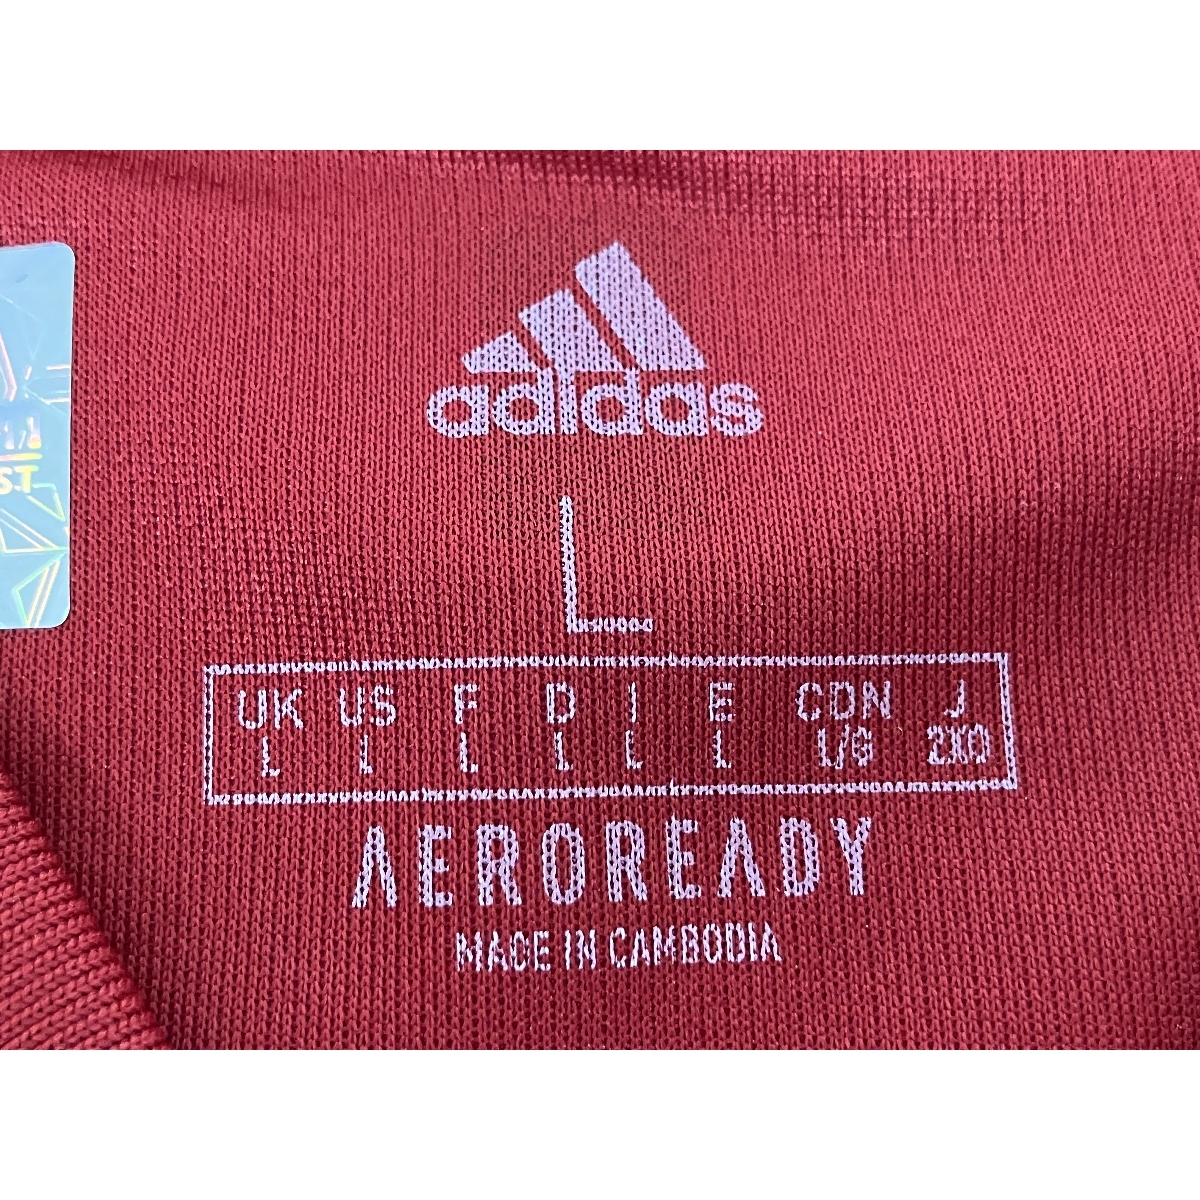 adidas
L
UK US F D I E CDN J
L L L L L L L/G 2XO
AEROREADY
MADE IN CAMBODIA